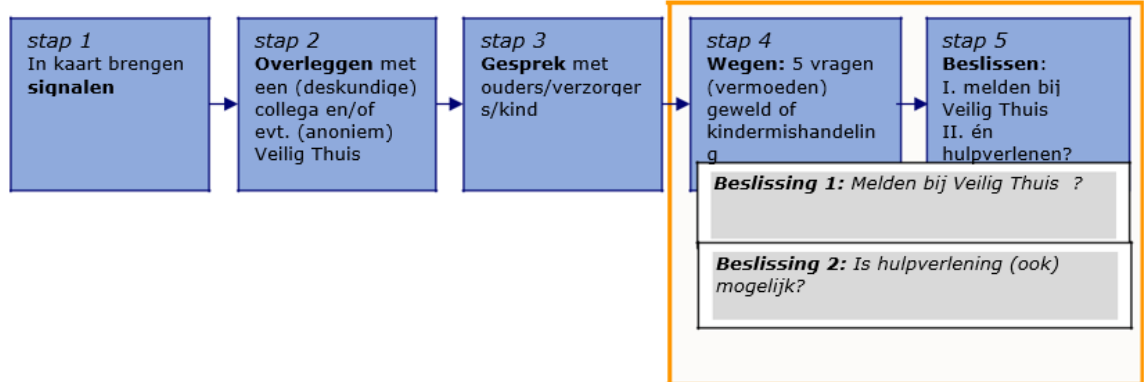 stap 1
In kaart brengen
signalen
stap 2
Overleggen met
een (deskundige)
collega en/of
evt. (anoniem)
Veilig Thuis
stap 3
Gesprek met
ouders/verzorger
s/kind
stap 4
Wegen: 5 vragen
(vermoeden)
geweld of
kindermishandelin
g
stap 5
Beslissen:
I. melden bij
Veilig Thuis
II. én
hulpverlenen?
Beslissing 1: Melden bij Veilig Thuis ?
Beslissing 2: Is hulpverlening (ook)
mogelijk?